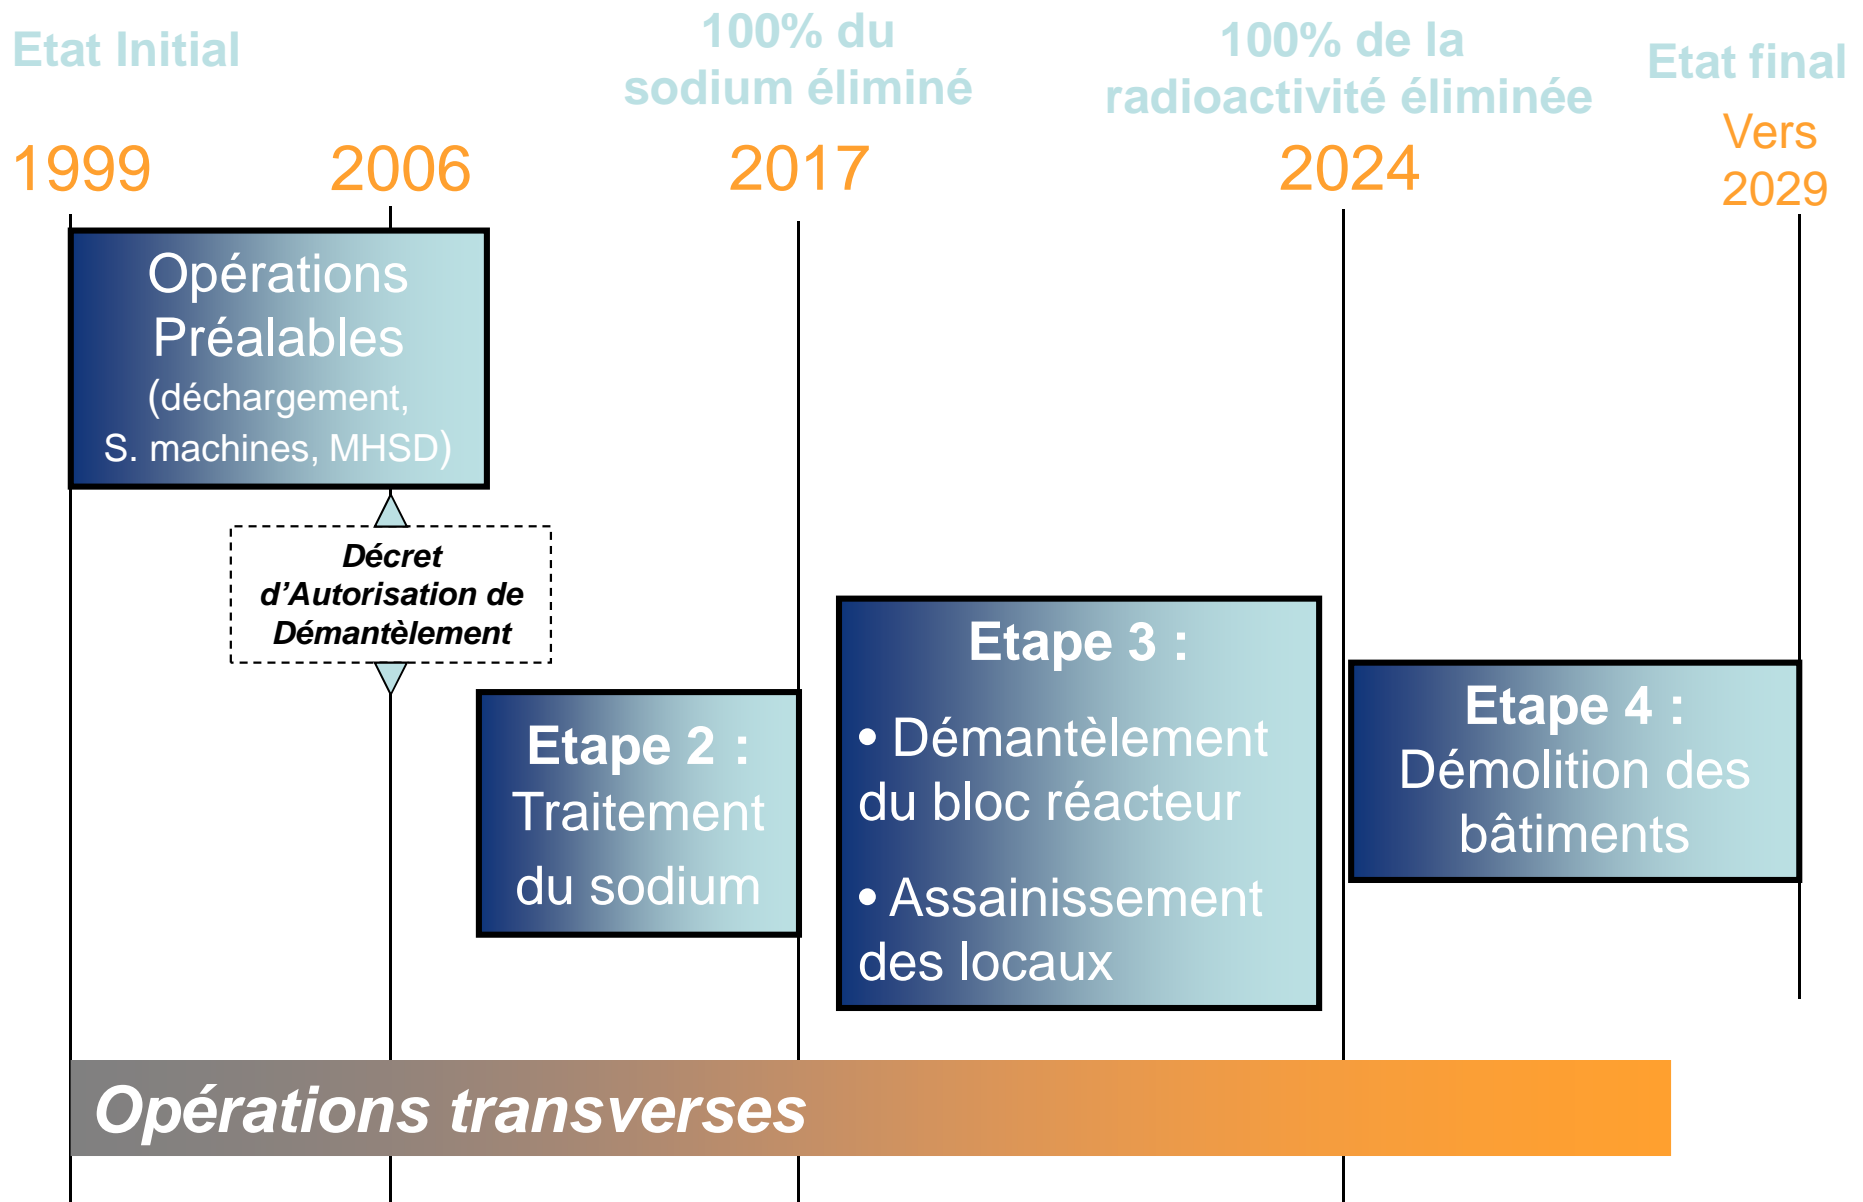 Etat Initial
100% du
sodium éliminé
100% de la
radioactivité éliminée
Etat final
1999
2006
2017
2024
Vers
2029
Opérations
Préalables
(déchargement,
S. machines, MHSD)
Décret
d’Autorisation de
Démantèlement
Etape 2 :
Traitement
du sodium
Etape 3 :
• Démantèlement
du bloc réacteur
• Assainissement
des locaux
Etape 4 :
Démolition des
bâtiments
Opérations transverses